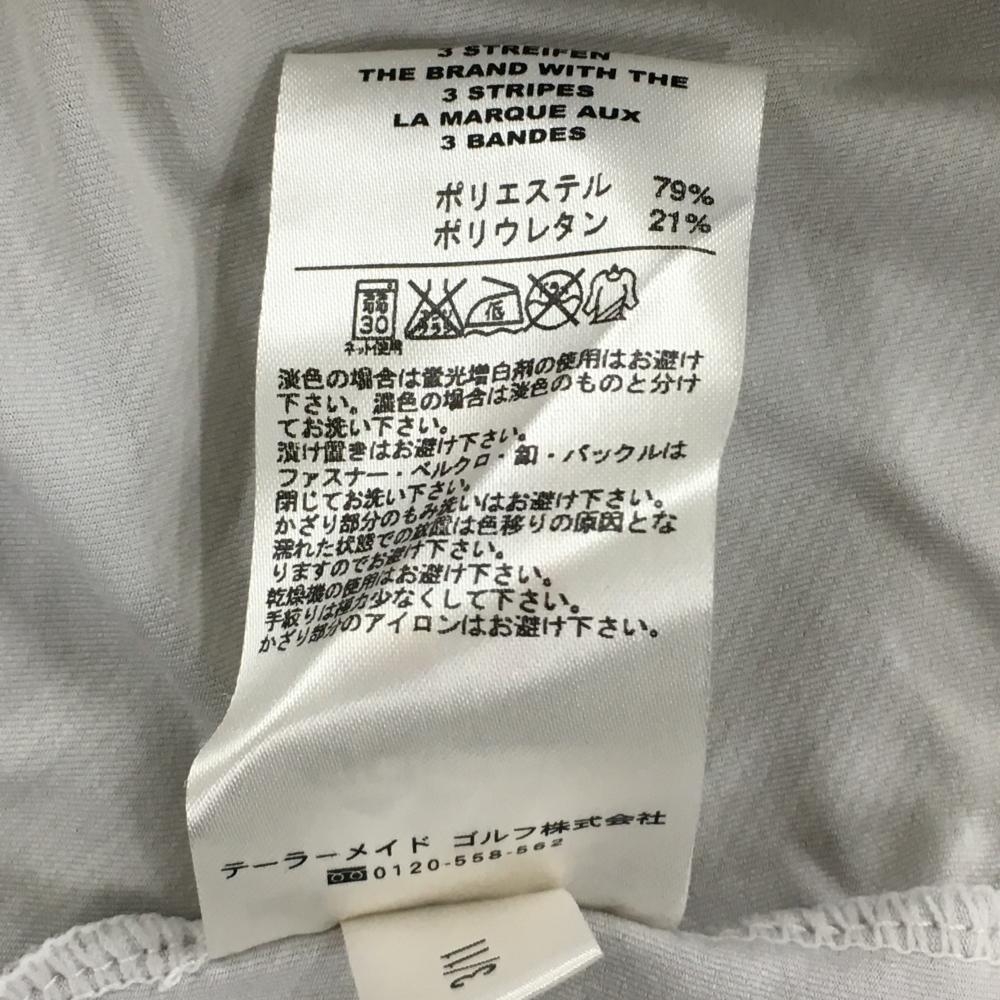 3 STREIFEN
THE BRAND WITH THE
3 STRIPES
LA MARQUE AUX
3 BANDES
ポリエステル 79%
ポリウレタン 21%
弱
30
ネット使用
低
淡色の場合は蛍光増白剤の使用はお避け
下さい。濃色の場合は淡色のものと分け
てお洗い下さい。
漬け置きはお避け下さい。
ファスナー・ベルクロ・釦・バックルは
閉じてお洗い下さい。
かざり部分のもみ洗いはお避け下さい。
濡れた状態での放置は色移りの原因とな
りますのでお避け下さい。
乾燥機の使用はお避け下さい。
手絞りは極力少なくして下さい。
かざり部分のアイロンはお避け下さい。
テーラーメイド ゴルフ株式会社
0120-558-562